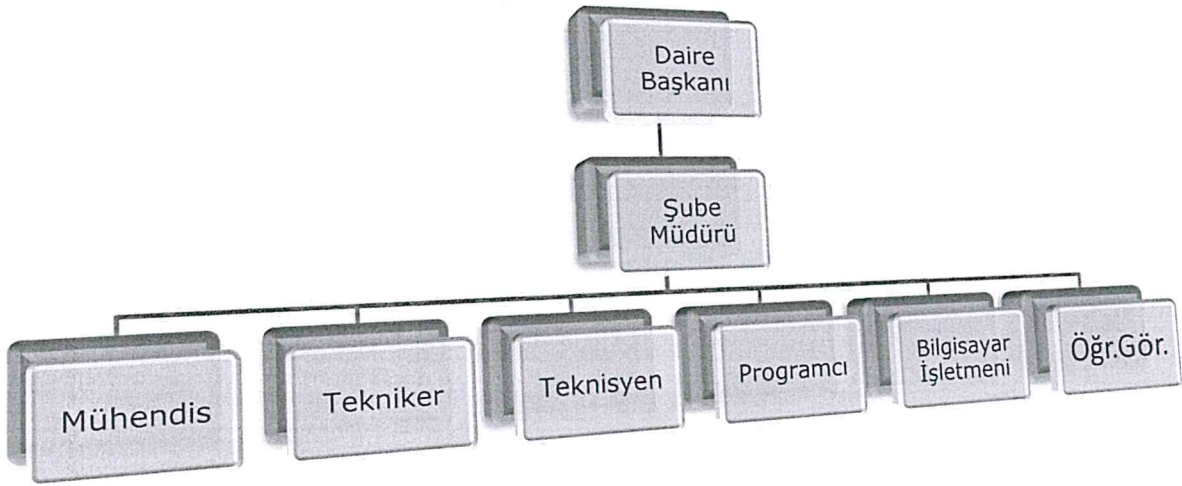 Daire
Başkanı
Şube
Müdürü
Mühendis
Tekniker
Teknisyen
Programcı
Bilgisayar
İşletmeni
Öğr.Gör.